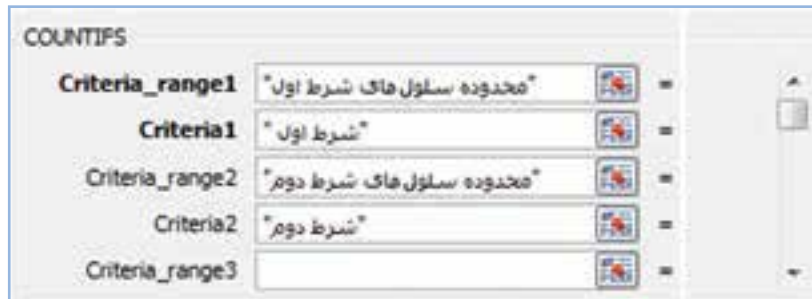 COUNTIFS
Criteria_range1 "محدوده سلول‌های شرط اول" =
Criteria1 "شرط اول " =
Criteria_range2 "محدوده سلول‌های شرط دوم" =
Criteria2 "شرط دوم" =
Criteria_range3 =